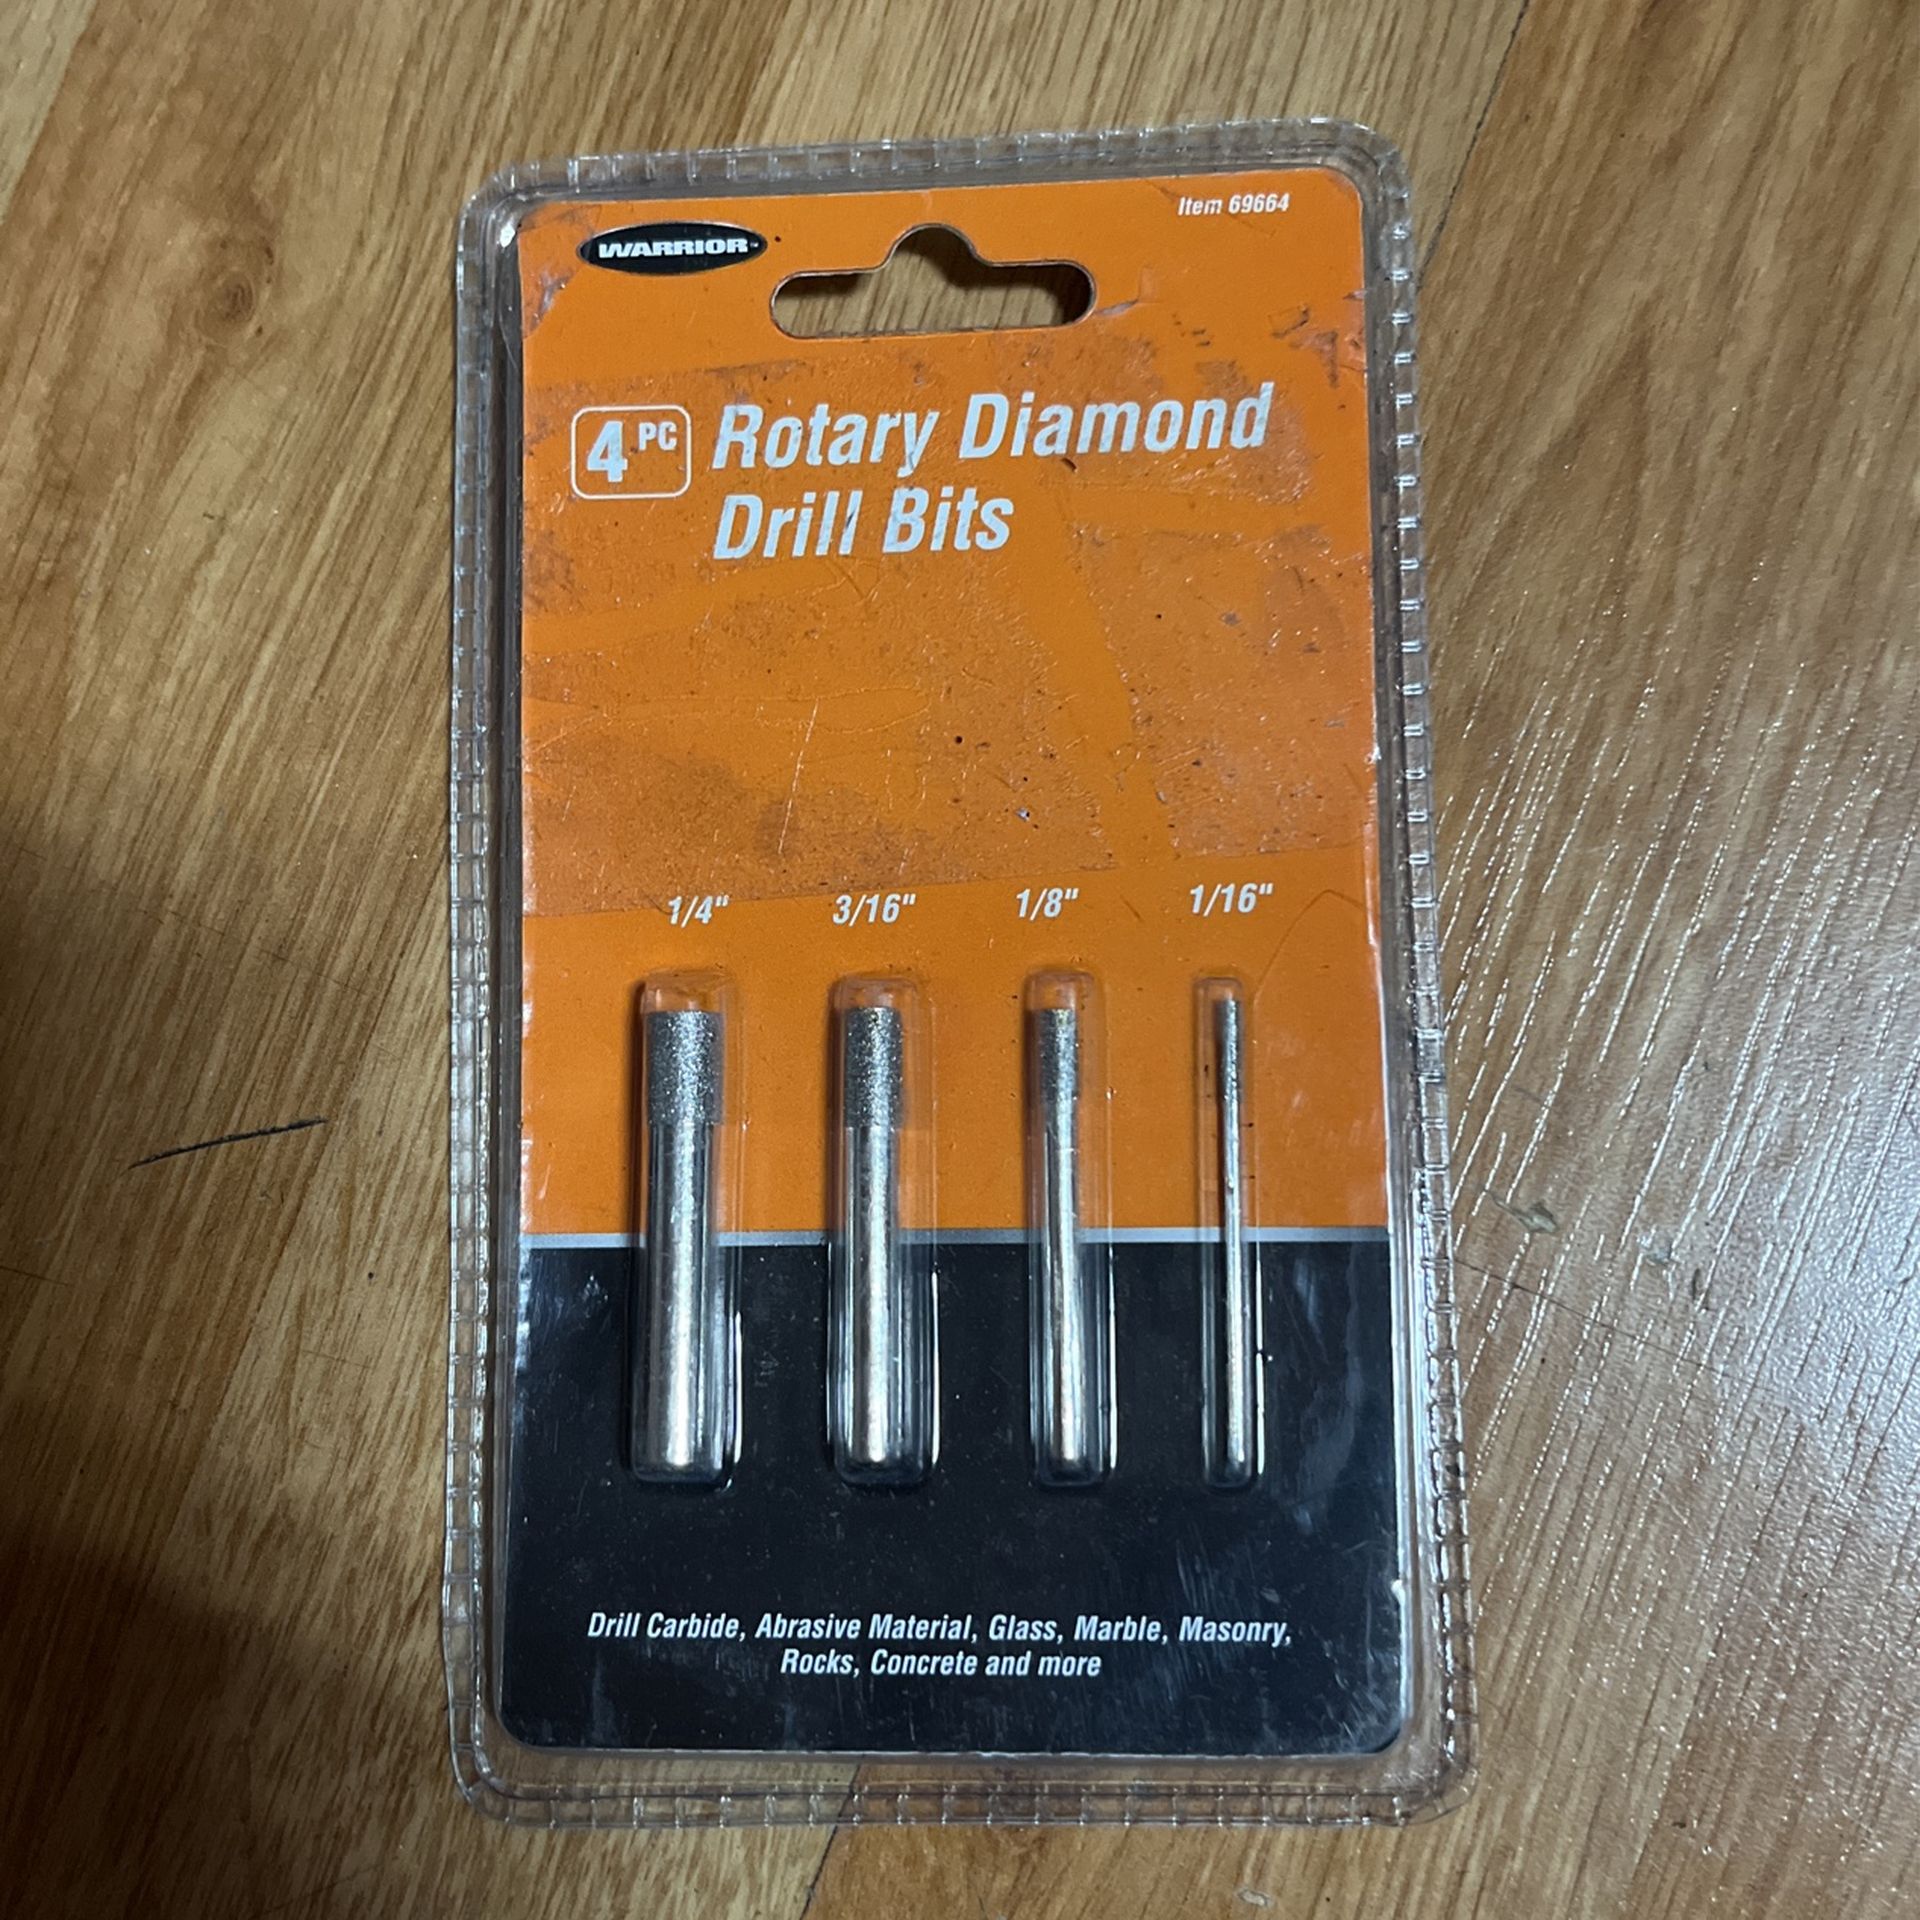 Item 69664
WARRIOR™
4 PC
Rotary Diamond
Drill Bits
1/4" 3/16" 1/8" 1/16"
Drill Carbide, Abrasive Material, Glass, Marble, Masonry,
Rocks, Concrete and more